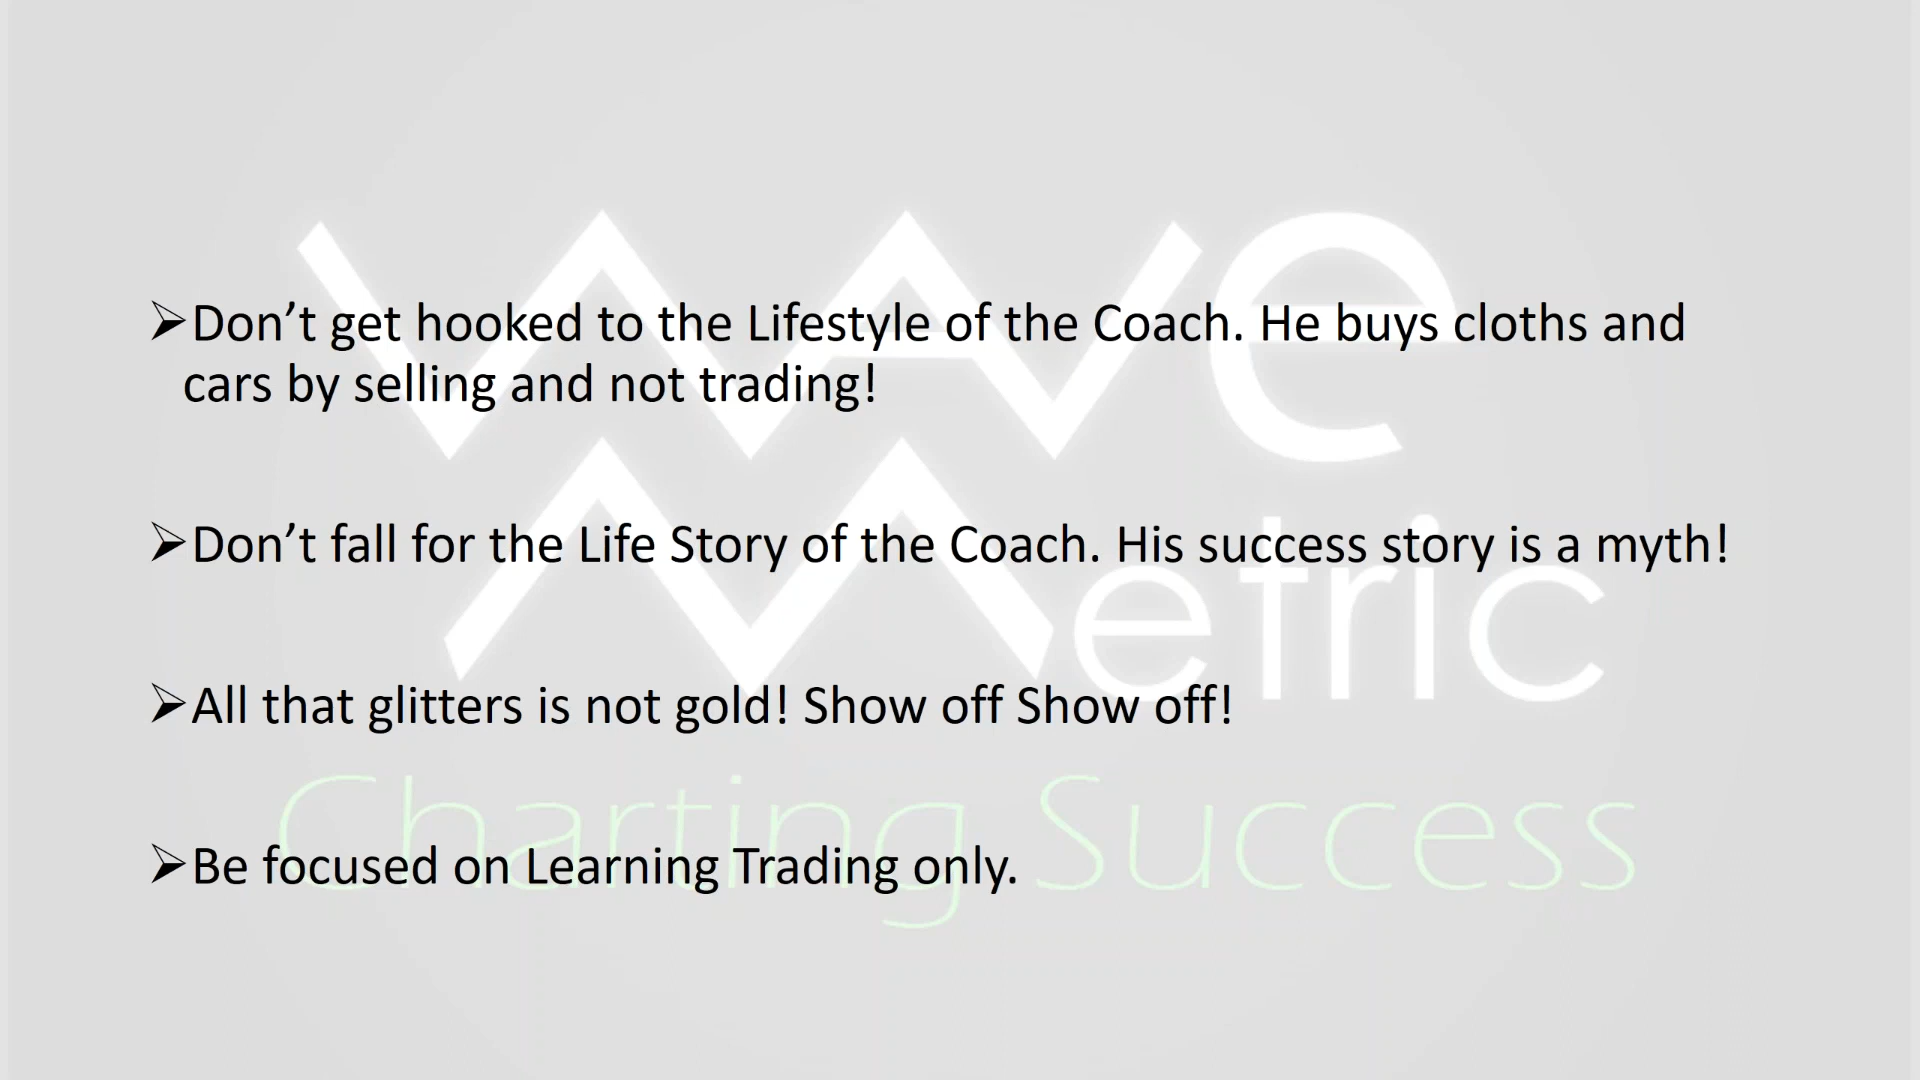 Wave
Metric
Charting Success
➢Don’t get hooked to the Lifestyle of the Coach. He buys cloths and
cars by selling and not trading!
➢Don’t fall for the Life Story of the Coach. His success story is a myth!
➢All that glitters is not gold! Show off Show off!
➢Be focused on Learning Trading only.